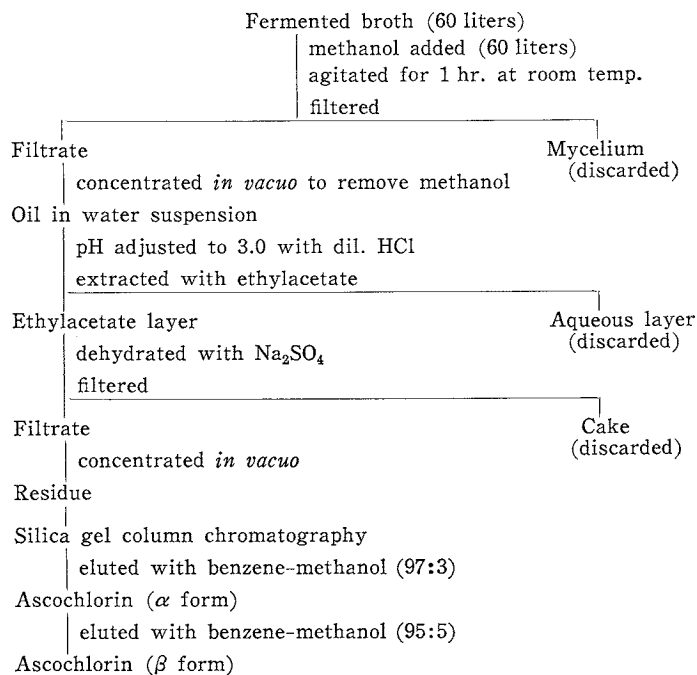 Fermented broth (60 liters)
methanol added (60 liters)
agitated for 1 hr. at room temp.
filtered
Filtrate
Mycelium
(discarded)
concentrated in vacuo to remove methanol
Oil in water suspension
pH adjusted to 3.0 with dil. HCl
extracted with ethylacetate
Ethylacetate layer
Aqueous layer
(discarded)
dehydrated with Na₂SO₄
filtered
Filtrate
Cake
(discarded)
concentrated in vacuo
Residue
Silica gel column chromatography
eluted with benzene-methanol (97:3)
Ascochlorin (α form)
eluted with benzene-methanol (95:5)
Ascochlorin (β form)